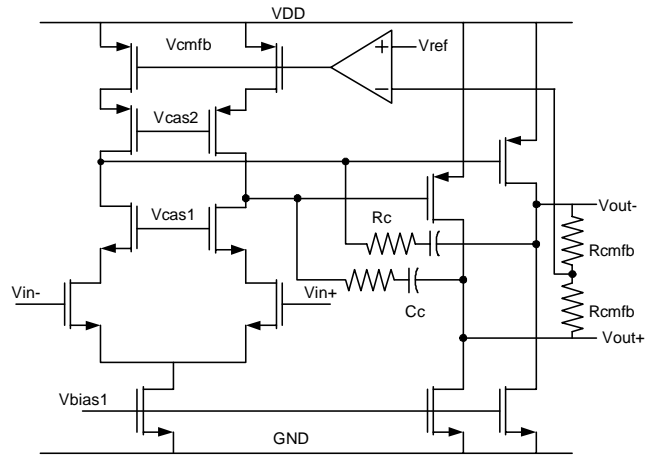 VDD
Vcmfb
+
Vref
−
Vcas2
Vcas1
Rc
Vout-
Rcmfb
Vin-
Vin+
Cc
Rcmfb
Vout+
Vbias1
GND